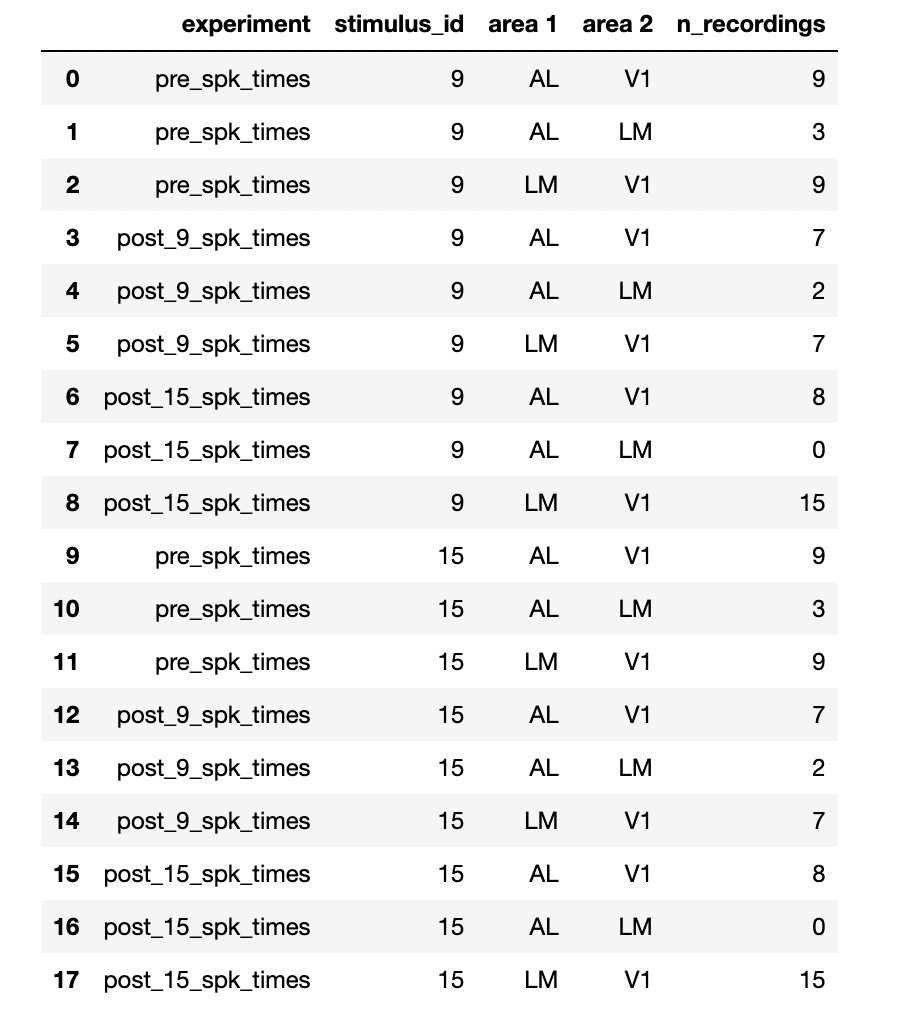 experiment stimulus_id area 1 area 2 n_recordings
0 pre_spk_times 9 AL V1 9
1 pre_spk_times 9 AL LM 3
2 pre_spk_times 9 LM V1 9
3 post_9_spk_times 9 AL V1 7
4 post_9_spk_times 9 AL LM 2
5 post_9_spk_times 9 LM V1 7
6 post_15_spk_times 9 AL V1 8
7 post_15_spk_times 9 AL LM 0
8 post_15_spk_times 9 LM V1 15
9 pre_spk_times 15 AL V1 9
10 pre_spk_times 15 AL LM 3
11 pre_spk_times 15 LM V1 9
12 post_9_spk_times 15 AL V1 7
13 post_9_spk_times 15 AL LM 2
14 post_9_spk_times 15 LM V1 7
15 post_15_spk_times 15 AL V1 8
16 post_15_spk_times 15 AL LM 0
17 post_15_spk_times 15 LM V1 15